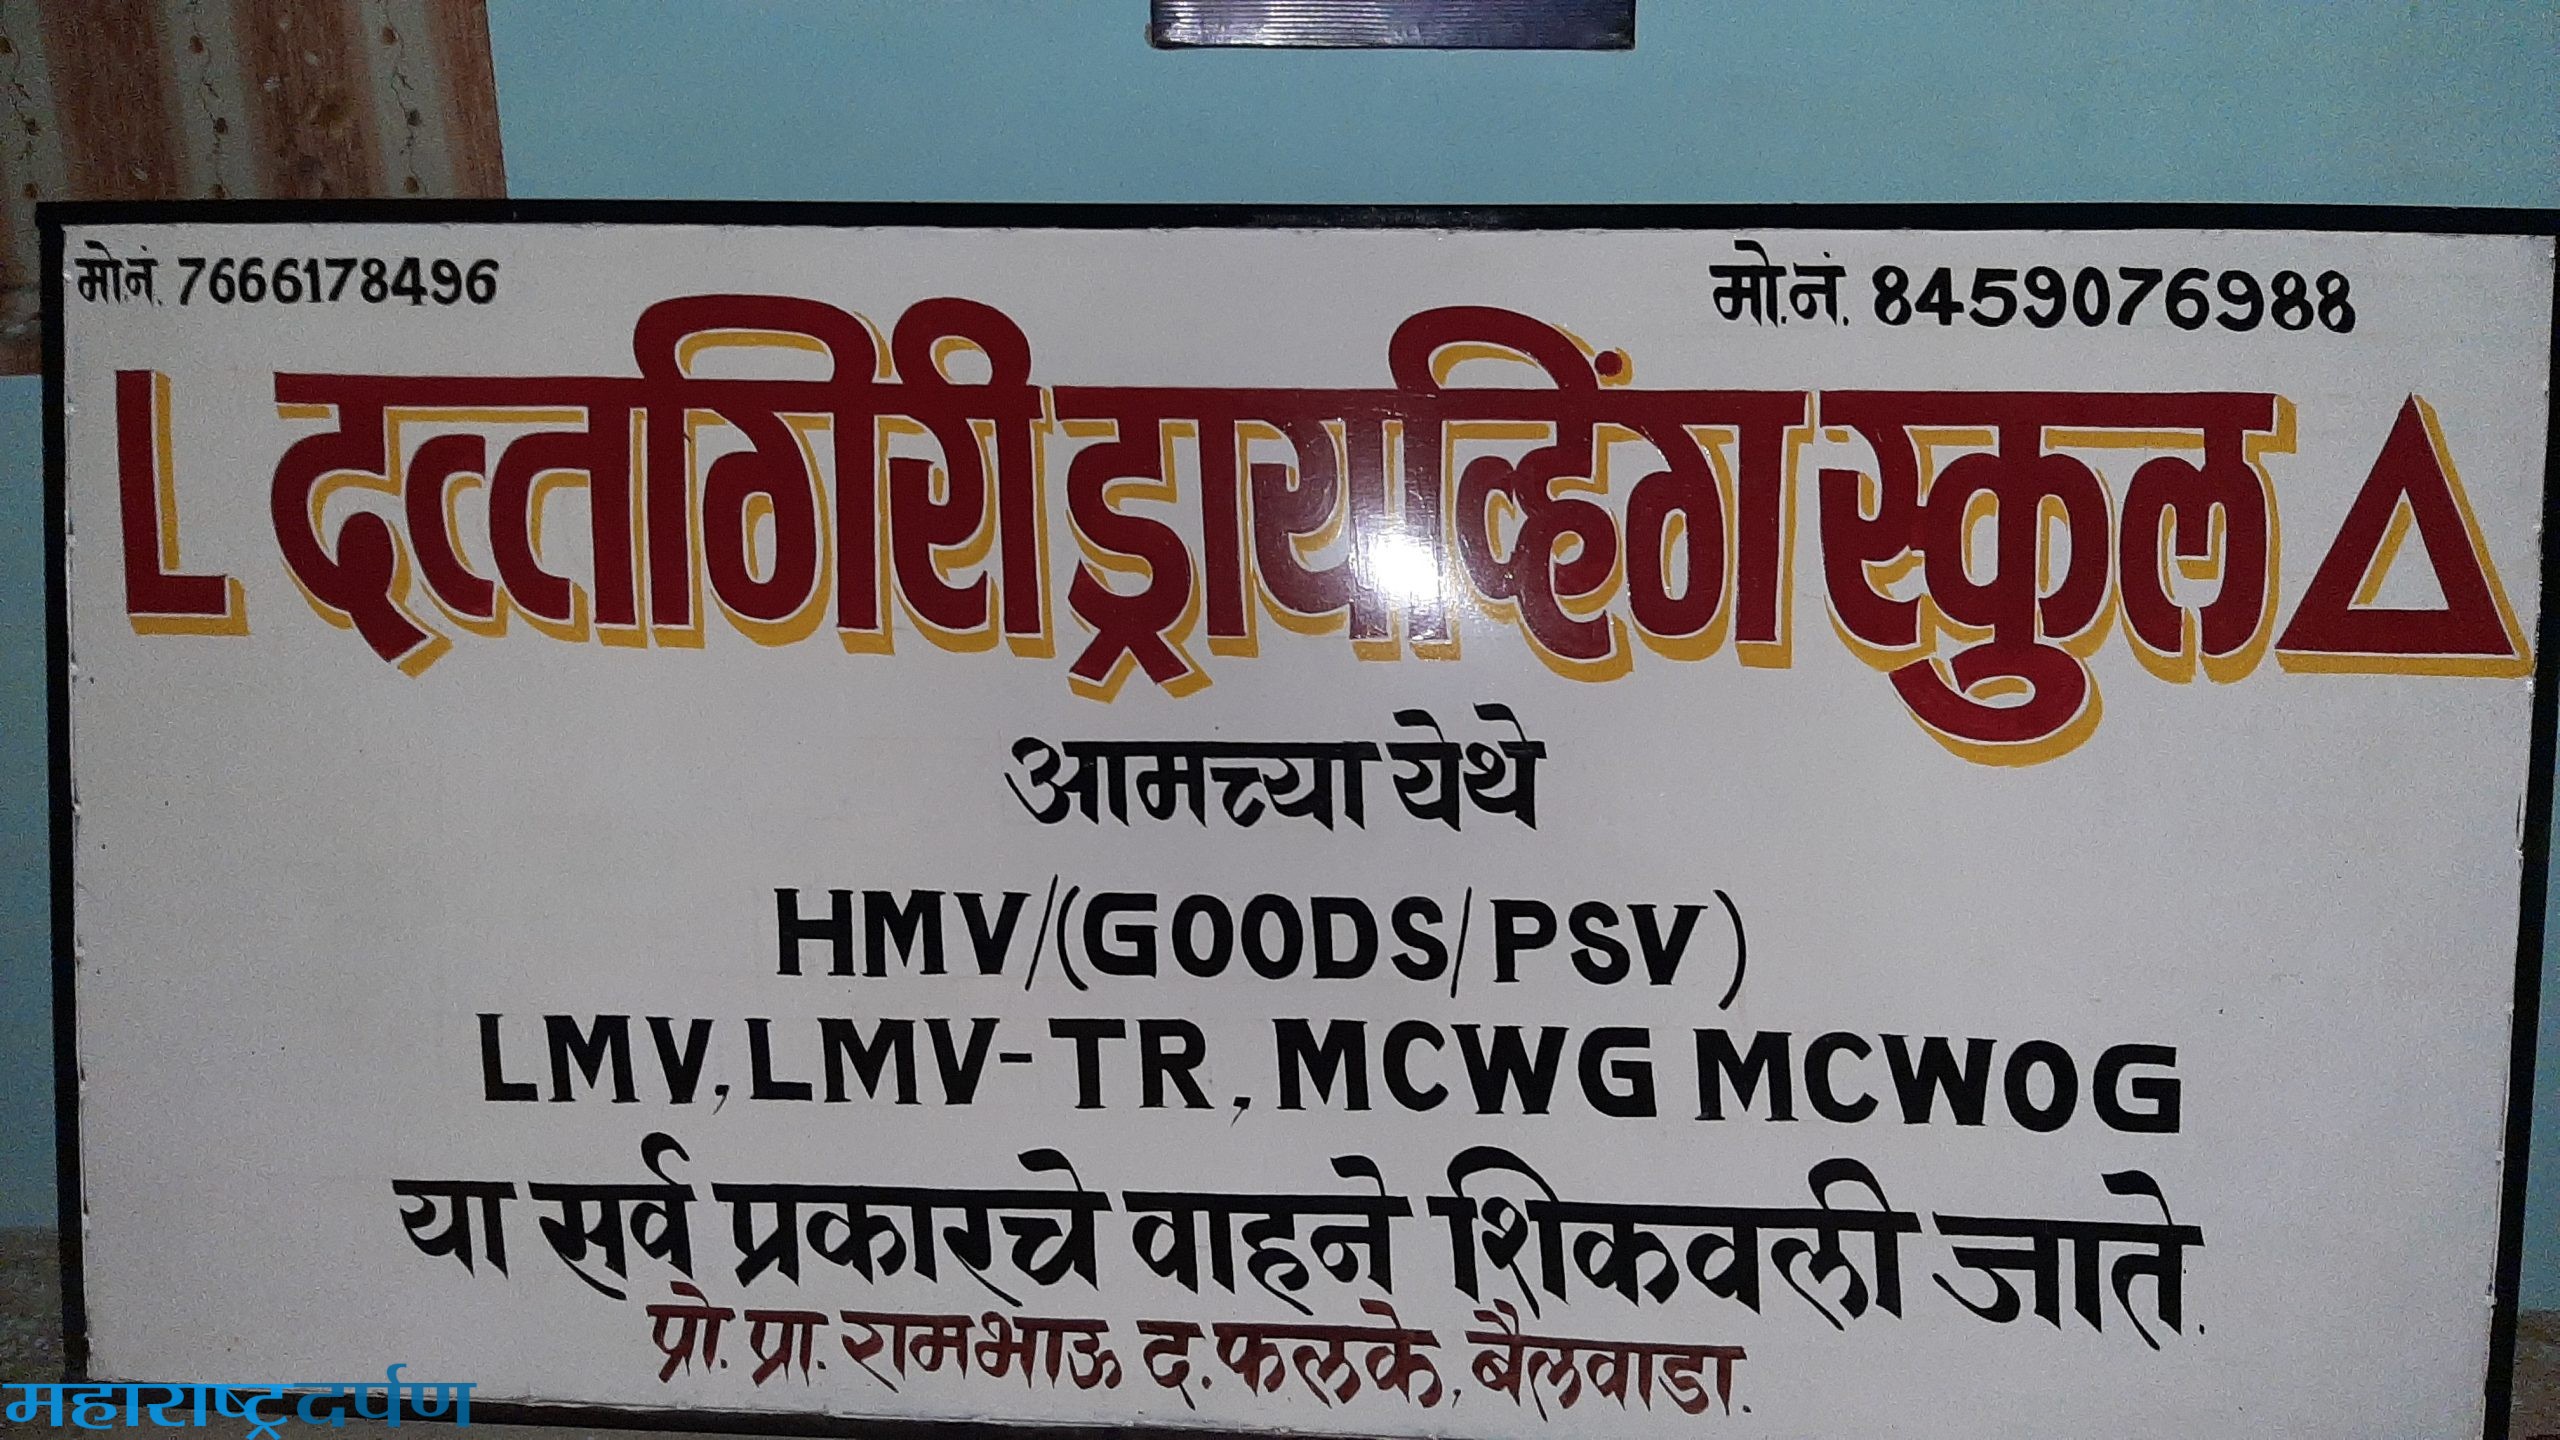 मो.नं. 7666178496
मो.नं. 8459076988
L दत्तगिरी ड्रायव्हिंग स्कुल
आमच्या येथे
HMV/(GOODS/PSV)
LMV, LMV-TR, MCWG MCWOG
या सर्व प्रकारचे वाहने शिकवली जाते.
प्रो. प्रा. रामभाऊ द. फलके, बैलवाडा.
महाराष्ट्रदर्पण